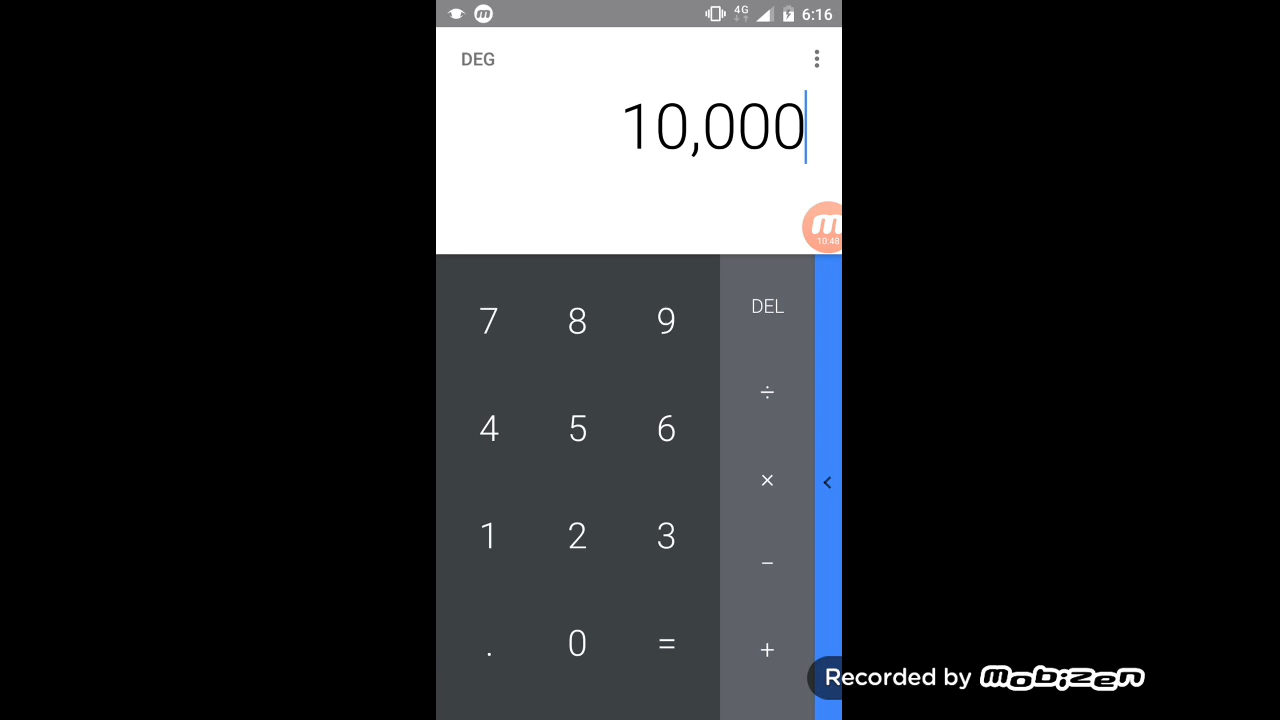 4G 6:16
DEG
10,000
m
10:48
7 8 9 DEL
÷
4 5 6
×
1 2 3
−
. 0 =
+
Recorded by mobizen